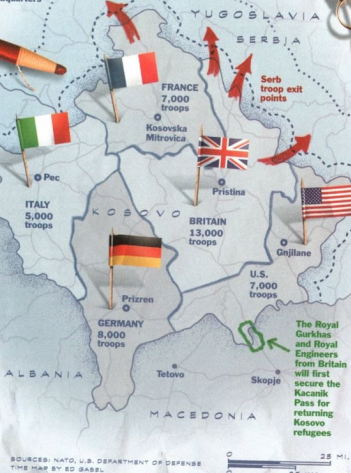 YUGOSLAVIA
SERBIA
Serb
troop exit
points
FRANCE
7,000
troops
Kosovska
Mitrovica
Pec
ITALY
5,000
troops
KOSOVO
Pristina
BRITAIN
13,000
troops
Gnjilane
U.S.
7,000
troops
Prizren
GERMANY
8,000
troops
The Royal
Gurkhas
and Royal
Engineers
from Britain
will first
secure the
Kacanik
Pass for
returning
Kosovo
refugees
ALBANIA
Tetovo
Skopje
MACEDONIA
SOURCES: NATO, U.S. DEPARTMENT OF DEFENSE
TIME MAP BY ED GABEL
0 25 MI.